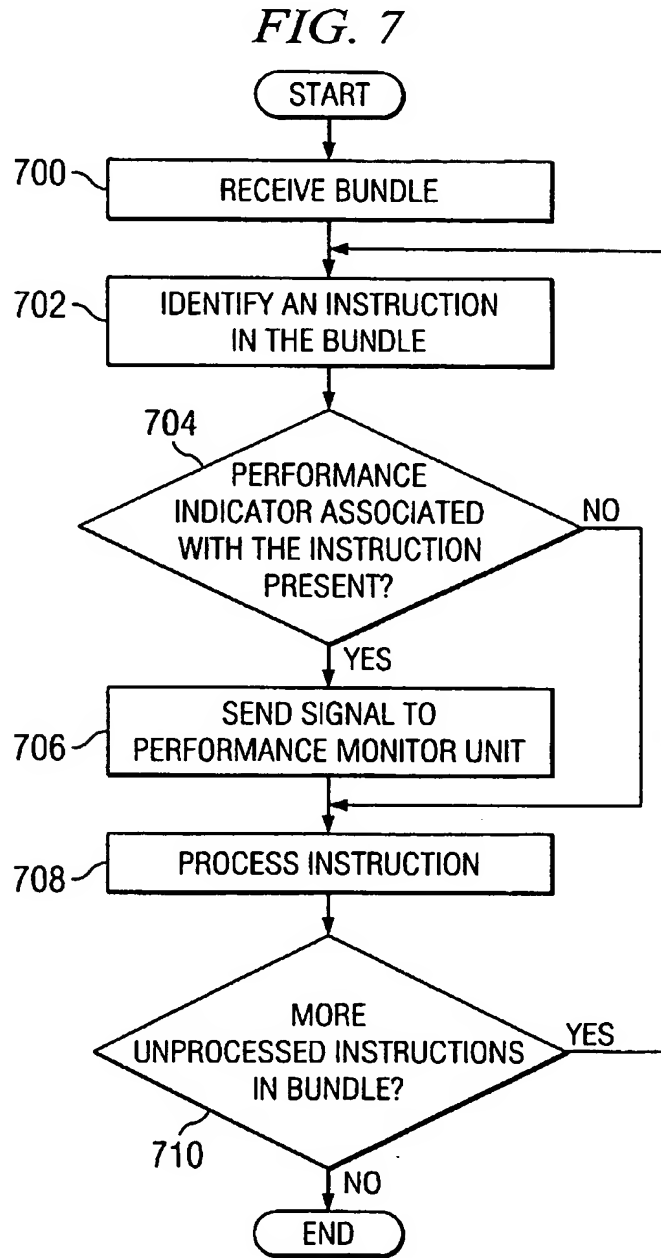 FIG. 7
START
700
RECEIVE BUNDLE
702
IDENTIFY AN INSTRUCTION
IN THE BUNDLE
704
PERFORMANCE
INDICATOR ASSOCIATED
WITH THE INSTRUCTION
PRESENT?
NO
YES
706
SEND SIGNAL TO
PERFORMANCE MONITOR UNIT
708
PROCESS INSTRUCTION
MORE
UNPROCESSED INSTRUCTIONS
IN BUNDLE?
YES
710
NO
END